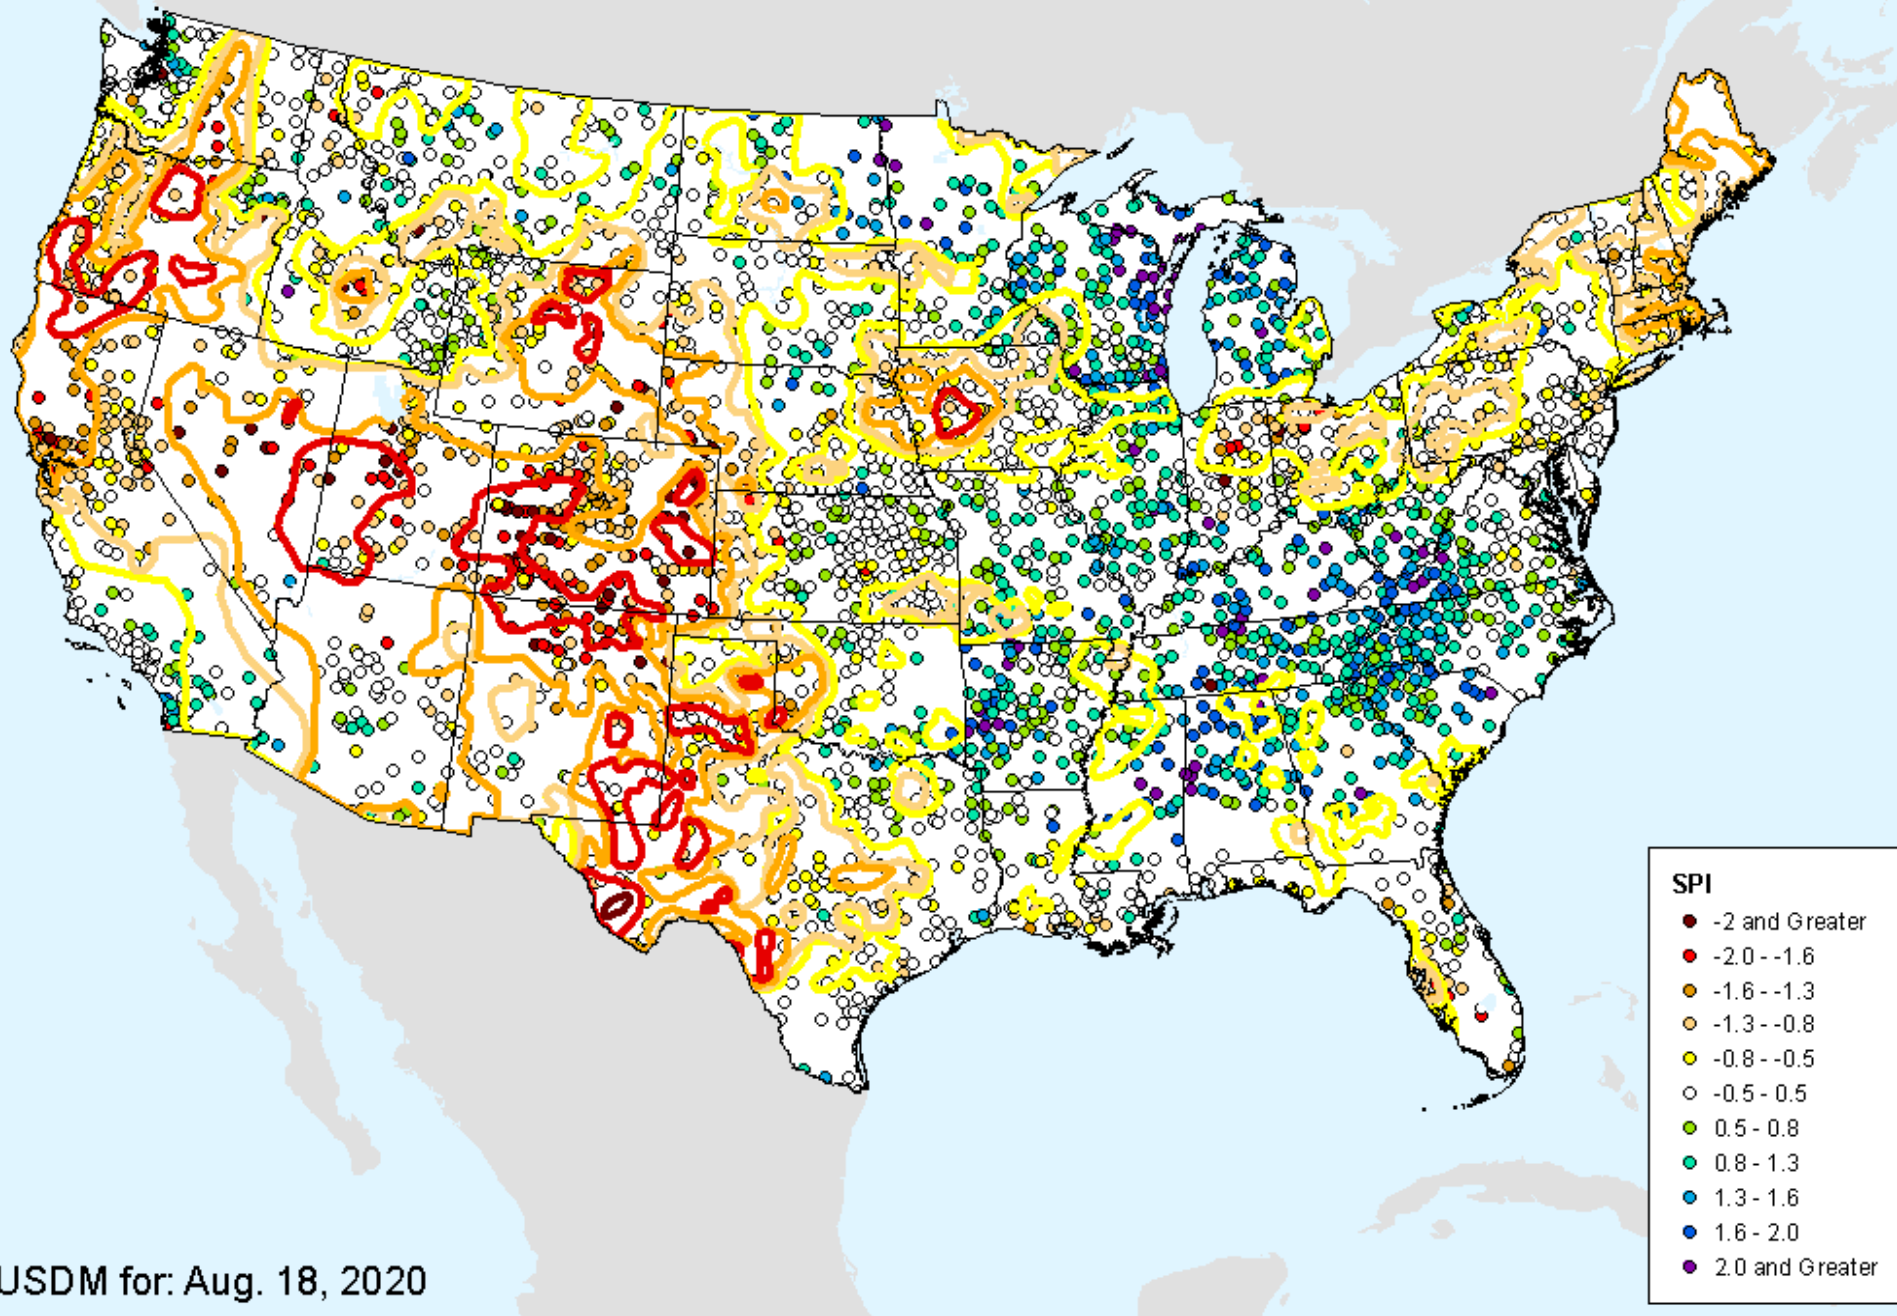 SPI
-2 and Greater
-2.0 - -1.6
-1.6 - -1.3
-1.3 - -0.8
-0.8 - -0.5
-0.5 - 0.5
0.5 - 0.8
0.8 - 1.3
1.3 - 1.6
1.6 - 2.0
2.0 and Greater
USDM for: Aug. 18, 2020